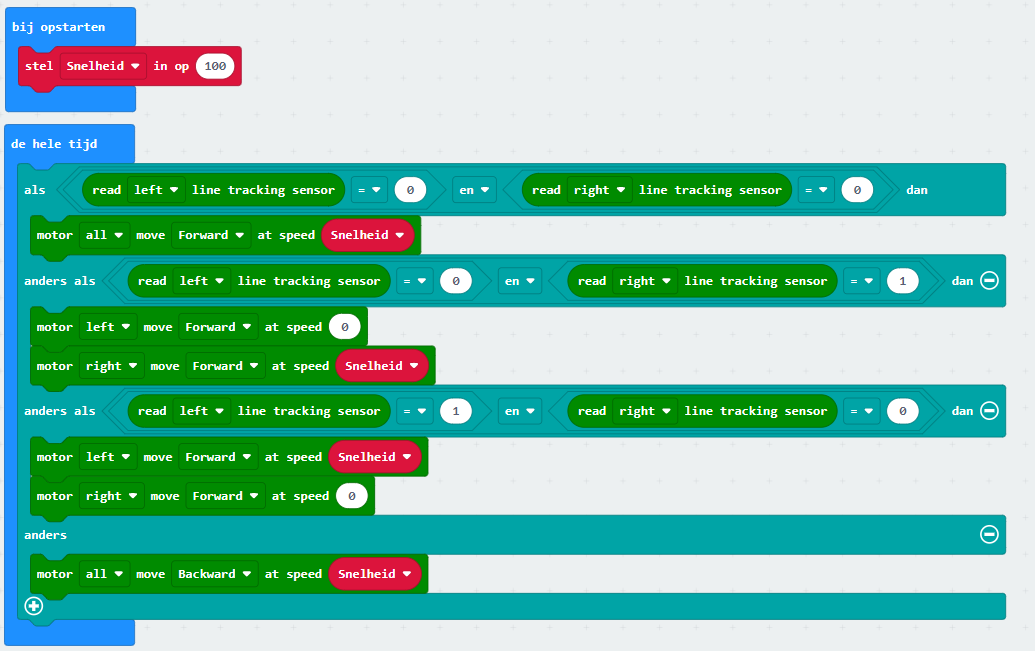 bij opstarten
stel Snelheid in op 100
de hele tijd
als read left line tracking sensor = 0 en read right line tracking sensor = 0 dan
motor all move Forward at speed Snelheid
anders als read left line tracking sensor = 0 en read right line tracking sensor = 1 dan
motor left move Forward at speed 0
motor right move Forward at speed Snelheid
anders als read left line tracking sensor = 1 en read right line tracking sensor = 0 dan
motor left move Forward at speed Snelheid
motor right move Forward at speed 0
anders
motor all move Backward at speed Snelheid